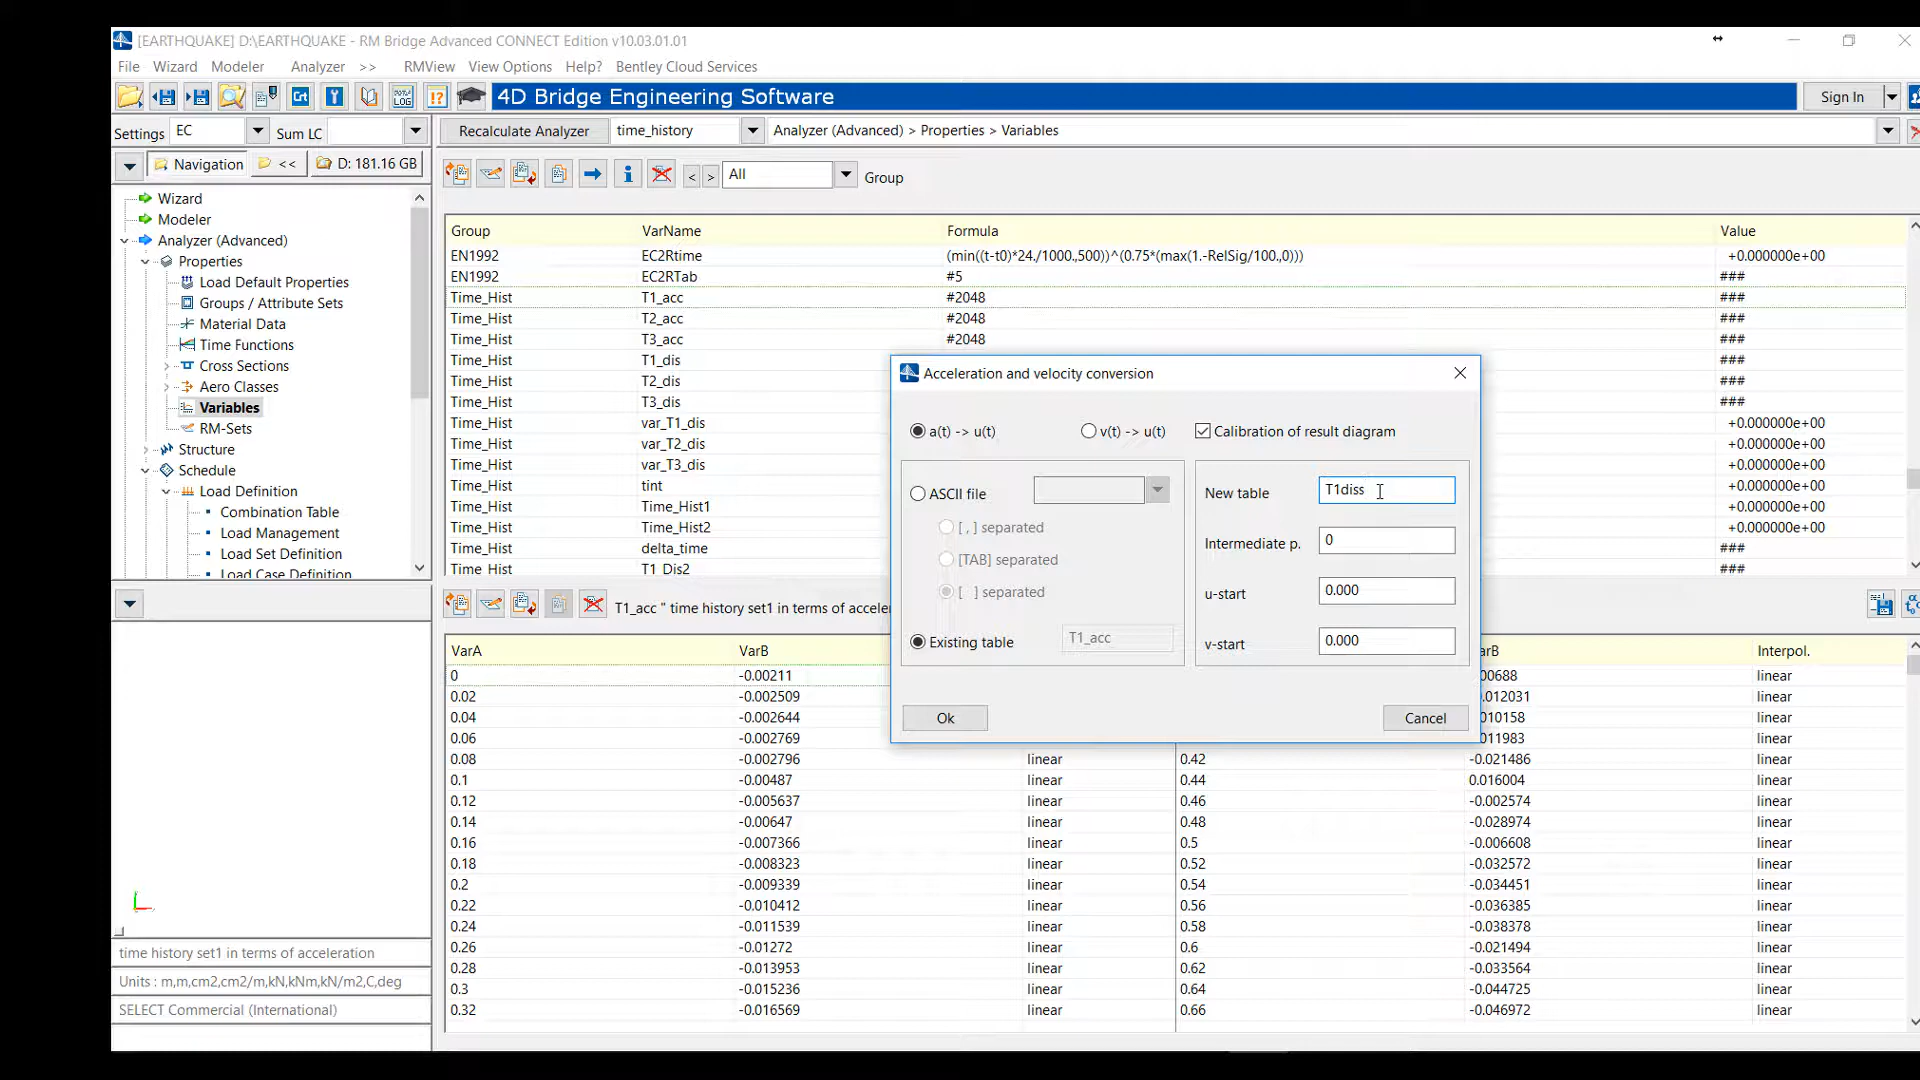 [EARTHQUAKE] D:\EARTHQUAKE - RM Bridge Advanced CONNECT Edition v10.03.01.01
File Wizard Modeler Analyzer >> RMView View Options Help? Bentley Cloud Services
4D Bridge Engineering Software Sign In
Settings EC Sum LC Recalculate Analyzer time_history Analyzer (Advanced) > Properties > Variables
Navigation << D: 181.16 GB
< > All Group
Wizard
Modeler
Analyzer (Advanced)
Properties
Load Default Properties
Groups / Attribute Sets
Material Data
Time Functions
Cross Sections
Aero Classes
Variables
RM-Sets
Structure
Schedule
Load Definition
Combination Table
Load Management
Load Set Definition
Load Case Definition
time history set1 in terms of acceleration
Units : m,m,cm2,cm2/m,kN,kNm,kN/m2,C,deg
SELECT Commercial (International)
Group VarName Formula Value
EN1992 EC2Rtime (min((t-t0)*24./1000.,500))^(0.75*(max(1.-RelSig/100.,0))) +0.000000e+00
EN1992 EC2RTab #5 ###
Time_Hist T1_acc #2048 ###
Time_Hist T2_acc #2048 ###
Time_Hist T3_acc #2048 ###
Time_Hist T1_dis ###
Time_Hist T2_dis ###
Time_Hist T3_dis ###
Time_Hist var_T1_dis +0.000000e+00
Time_Hist var_T2_dis +0.000000e+00
Time_Hist var_T3_dis +0.000000e+00
Time_Hist tint +0.000000e+00
Time_Hist Time_Hist1 +0.000000e+00
Time_Hist Time_Hist2 +0.000000e+00
Time_Hist delta_time ###
Time_Hist T1_Dis2 ###
Acceleration and velocity conversion
a(t) -> u(t) v(t) -> u(t) Calibration of result diagram
ASCII file
[ , ] separated
[TAB] separated
[ ] separated
Existing table T1_acc
New table T1diss
Intermediate p. 0
u-start 0.000
v-start 0.000
Ok Cancel
T1_acc " time history set1 in terms of acceler
VarA VarB arB Interpol.
0 -0.00211 00688 linear
0.02 -0.002509 .012031 linear
0.04 -0.002644 010158 linear
0.06 -0.002769 011983 linear
0.08 -0.002796 linear 0.42 -0.021486 linear
0.1 -0.00487 linear 0.44 0.016004 linear
0.12 -0.005637 linear 0.46 -0.002574 linear
0.14 -0.00647 linear 0.48 -0.028974 linear
0.16 -0.007366 linear 0.5 -0.006608 linear
0.18 -0.008323 linear 0.52 -0.032572 linear
0.2 -0.009339 linear 0.54 -0.034451 linear
0.22 -0.010412 linear 0.56 -0.036385 linear
0.24 -0.011539 linear 0.58 -0.038378 linear
0.26 -0.01272 linear 0.6 -0.021494 linear
0.28 -0.013953 linear 0.62 -0.033564 linear
0.3 -0.015236 linear 0.64 -0.044725 linear
0.32 -0.016569 linear 0.66 -0.046972 linear